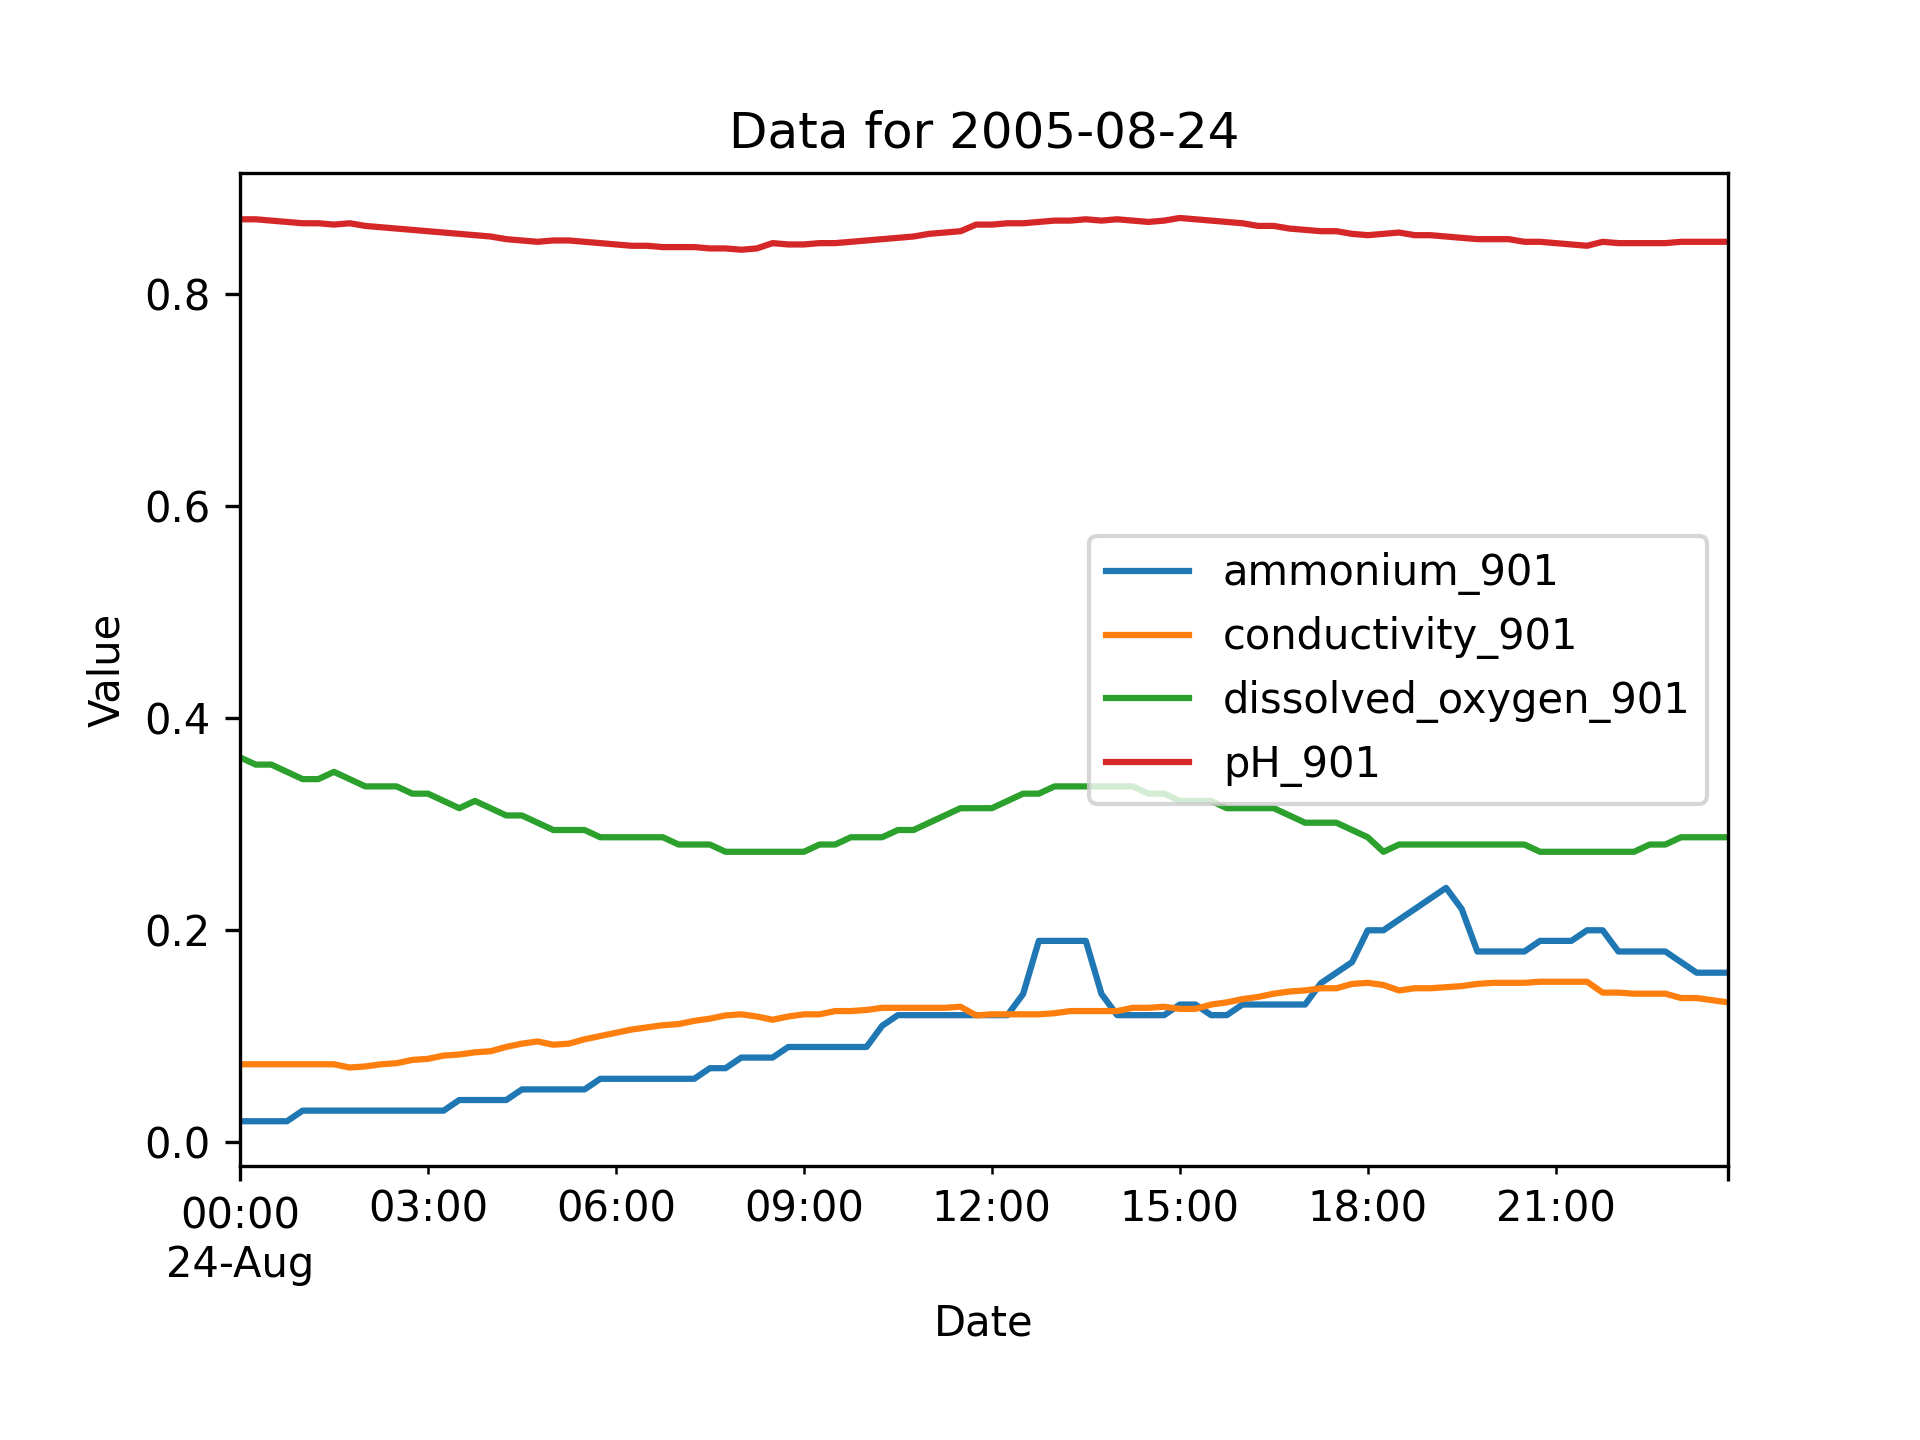 Data for 2005-08-24
0.8
0.6
0.4
0.2
0.0
Value
ammonium_901
conductivity_901
dissolved_oxygen_901
pH_901
00:00 03:00 06:00 09:00 12:00 15:00 18:00 21:00
24-Aug
Date